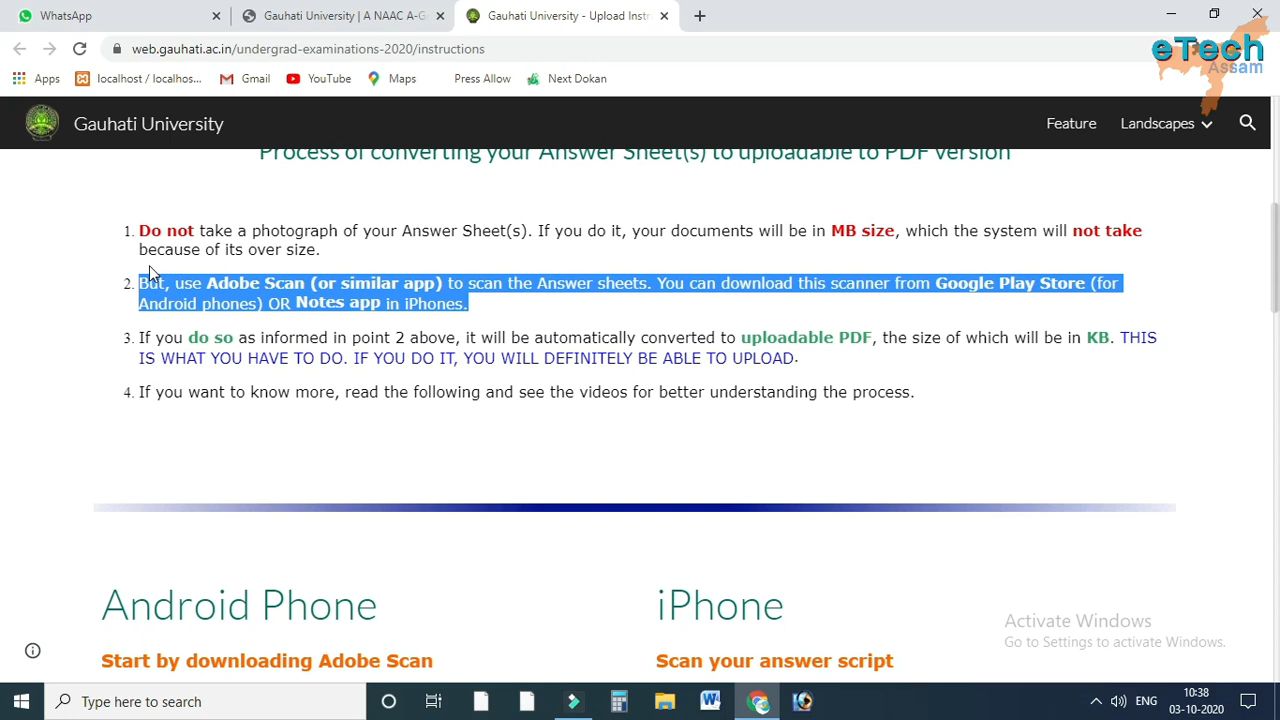 WhatsApp
Gauhati University | A NAAC A-G
Gauhati University - Upload Instr
web.gauhati.ac.in/undergrad-examinations-2020/instructions
eTech
Assam
Apps
localhost / localhos...
Gmail
YouTube
Maps
Press Allow
Next Dokan
Gauhati University
Feature
Landscapes
Process of converting your Answer Sheet(s) to uploadable to PDF version
1. Do not take a photograph of your Answer Sheet(s). If you do it, your documents will be in MB size, which the system will not take
because of its over size.
2. But, use Adobe Scan (or similar app) to scan the Answer sheets. You can download this scanner from Google Play Store (for
Android phones) OR Notes app in iPhones.
3. If you do so as informed in point 2 above, it will be automatically converted to uploadable PDF, the size of which will be in KB. THIS
IS WHAT YOU HAVE TO DO. IF YOU DO IT, YOU WILL DEFINITELY BE ABLE TO UPLOAD.
4. If you want to know more, read the following and see the videos for better understanding the process.
Android Phone
iPhone
Start by downloading Adobe Scan
Scan your answer script
Activate Windows
Go to Settings to activate Windows.
Type here to search
ENG
10:38
03-10-2020